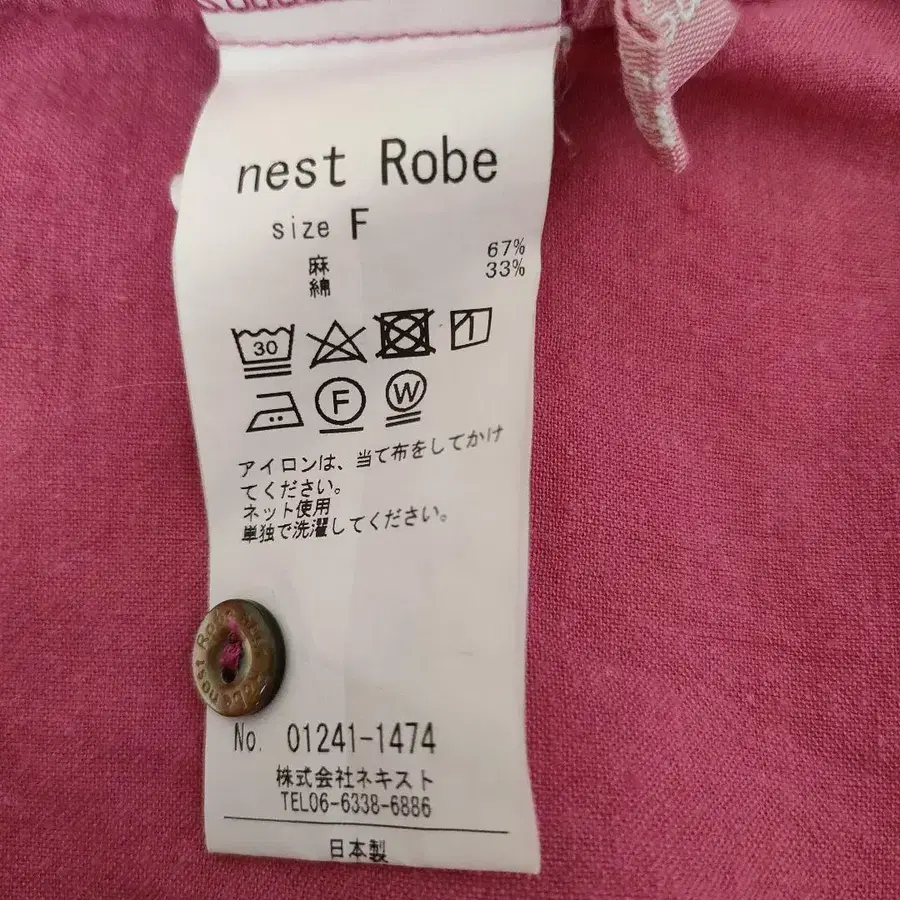 nest Robe
size F
麻 67%
綿 33%
30
F W
アイロンは、当て布をしてかけ
てください。
ネット使用
単独で洗濯してください。
nest Robe
No. 01241-1474
株式会社ネキスト
TEL06-6338-6886
日本製